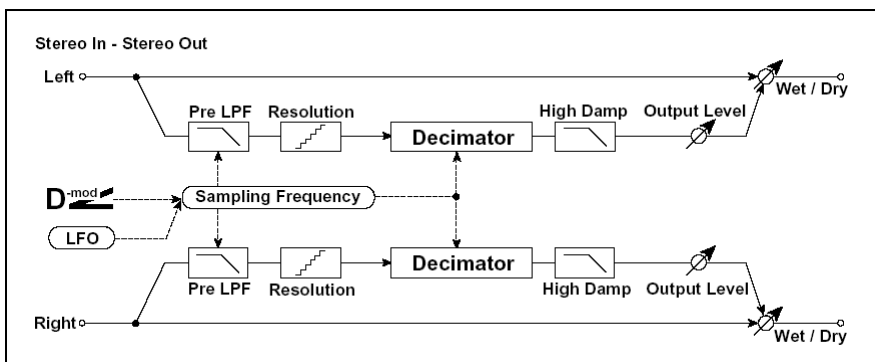 Stereo In - Stereo Out
Left
Wet / Dry
Pre LPF
Resolution
Decimator
High Damp
Output Level
D-mod
Sampling Frequency
LFO
Decimator
Pre LPF
Resolution
High Damp
Output Level
Right
Wet / Dry